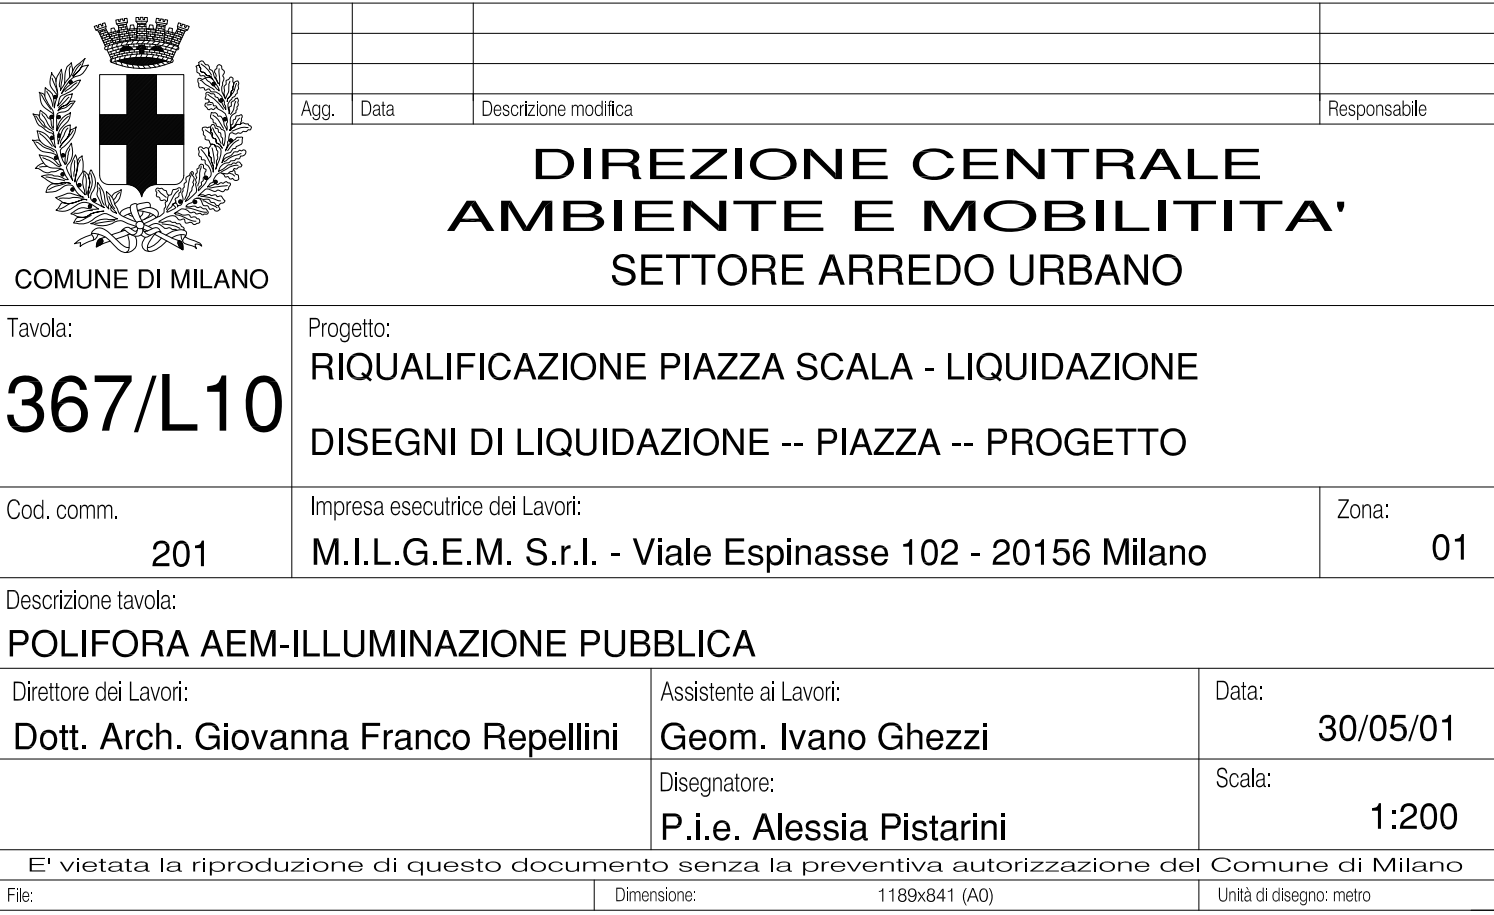 Agg. Data Descrizione modifica Responsabile
COMUNE DI MILANO
DIREZIONE CENTRALE
AMBIENTE E MOBILITITA'
SETTORE ARREDO URBANO
Tavola:
367/L10
Progetto:
RIQUALIFICAZIONE PIAZZA SCALA - LIQUIDAZIONE
DISEGNI DI LIQUIDAZIONE -- PIAZZA -- PROGETTO
Cod. comm.
201
Impresa esecutrice dei Lavori:
M.I.L.G.E.M. S.r.l. - Viale Espinasse 102 - 20156 Milano
Zona:
01
Descrizione tavola:
POLIFORA AEM-ILLUMINAZIONE PUBBLICA
Direttore dei Lavori:
Dott. Arch. Giovanna Franco Repellini
Assistente ai Lavori:
Geom. Ivano Ghezzi
Data:
30/05/01
Disegnatore:
P.i.e. Alessia Pistarini
Scala:
1:200
E' vietata la riproduzione di questo documento senza la preventiva autorizzazione del Comune di Milano
File:
Dimensione: 1189x841 (A0)
Unità di disegno: metro